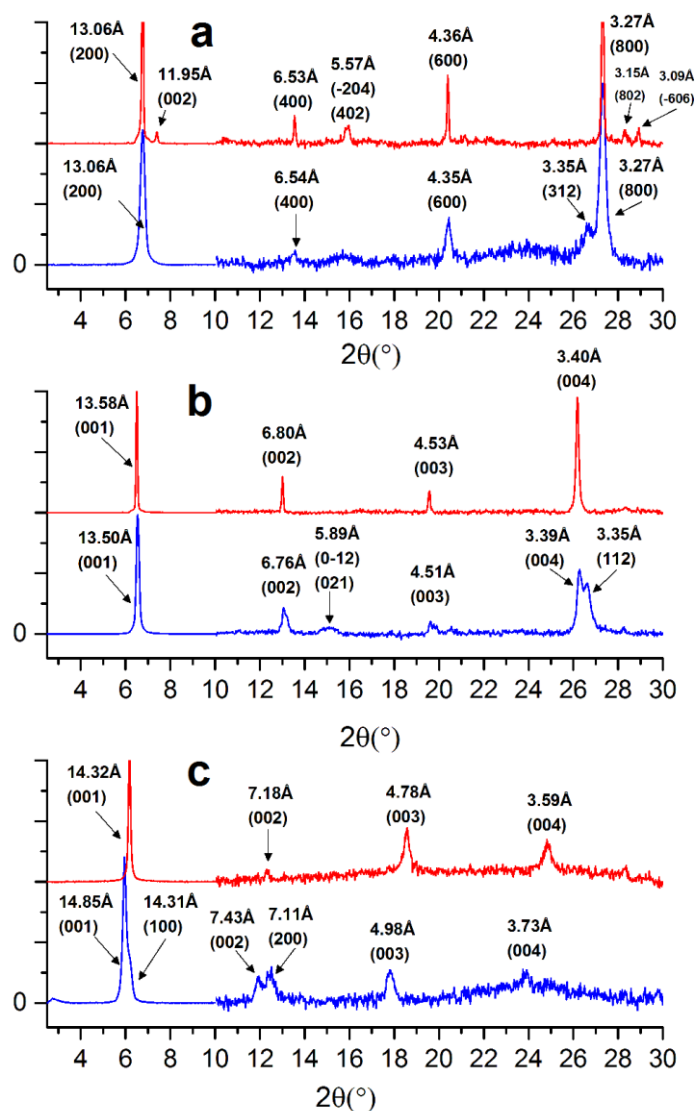 a
13.06Å
(200)
11.95Å
(002)
6.53Å
(400)
5.57Å
(-204)
(402)
4.36Å
(600)
3.27Å
(800)
3.15Å
(802)
3.09Å
(-606)
13.06Å
(200)
6.54Å
(400)
4.35Å
(600)
3.35Å
(312)
3.27Å
(800)
0
4 6 8 10 12 14 16 18 20 22 24 26 28 30
2θ(°)
b
13.58Å
(001)
6.80Å
(002)
4.53Å
(003)
3.40Å
(004)
13.50Å
(001)
6.76Å
(002)
5.89Å
(0-12)
(021)
4.51Å
(003)
3.39Å
(004)
3.35Å
(112)
0
4 6 8 10 12 14 16 18 20 22 24 26 28 30
2θ(°)
c
14.32Å
(001)
7.18Å
(002)
4.78Å
(003)
3.59Å
(004)
14.85Å
(001)
14.31Å
(100)
7.43Å
(002)
7.11Å
(200)
4.98Å
(003)
3.73Å
(004)
0
4 6 8 10 12 14 16 18 20 22 24 26 28 30
2θ(°)